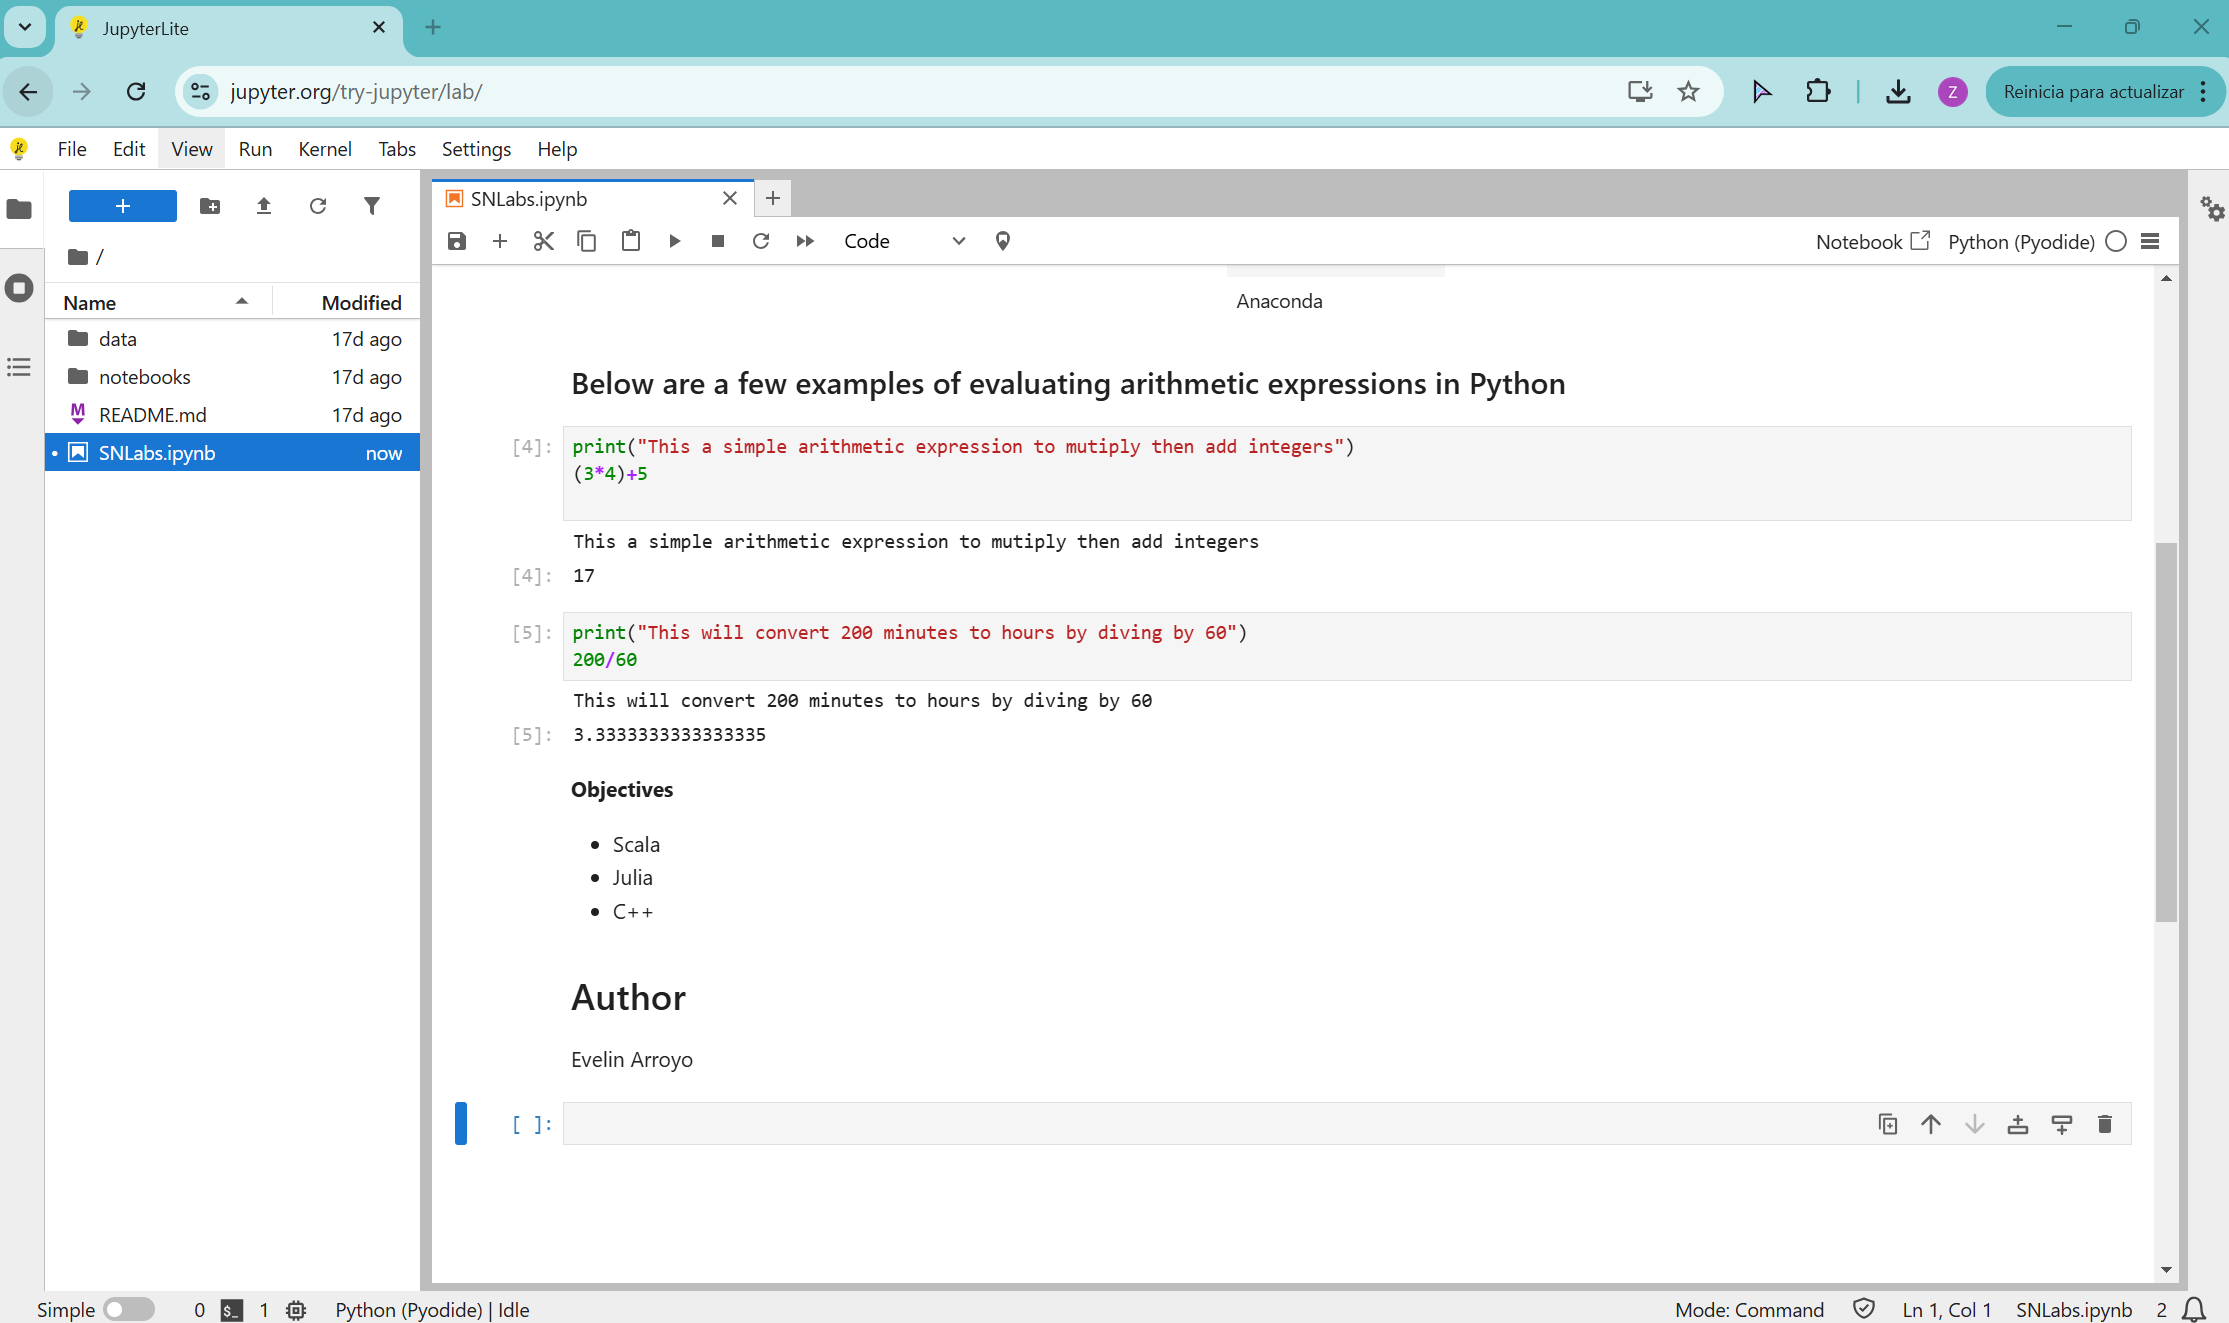 JupyterLite
jupyter.org/try-jupyter/lab/
Z
Reinicia para actualizar
File Edit View Run Kernel Tabs Settings Help
SNLabs.ipynb
Code
Notebook
Python (Pyodide)
/
Name Modified
data 17d ago
notebooks 17d ago
README.md 17d ago
SNLabs.ipynb now
Anaconda
Below are a few examples of evaluating arithmetic expressions in Python
[4]: print("This a simple arithmetic expression to mutiply then add integers")
(3*4)+5
This a simple arithmetic expression to mutiply then add integers
[4]: 17
[5]: print("This will convert 200 minutes to hours by diving by 60")
200/60
This will convert 200 minutes to hours by diving by 60
[5]: 3.3333333333333335
Objectives
• Scala
• Julia
• C++
Author
Evelin Arroyo
[ ]:
Simple 0 $_ 1 Python (Pyodide) | Idle Mode: Command Ln 1, Col 1 SNLabs.ipynb 2